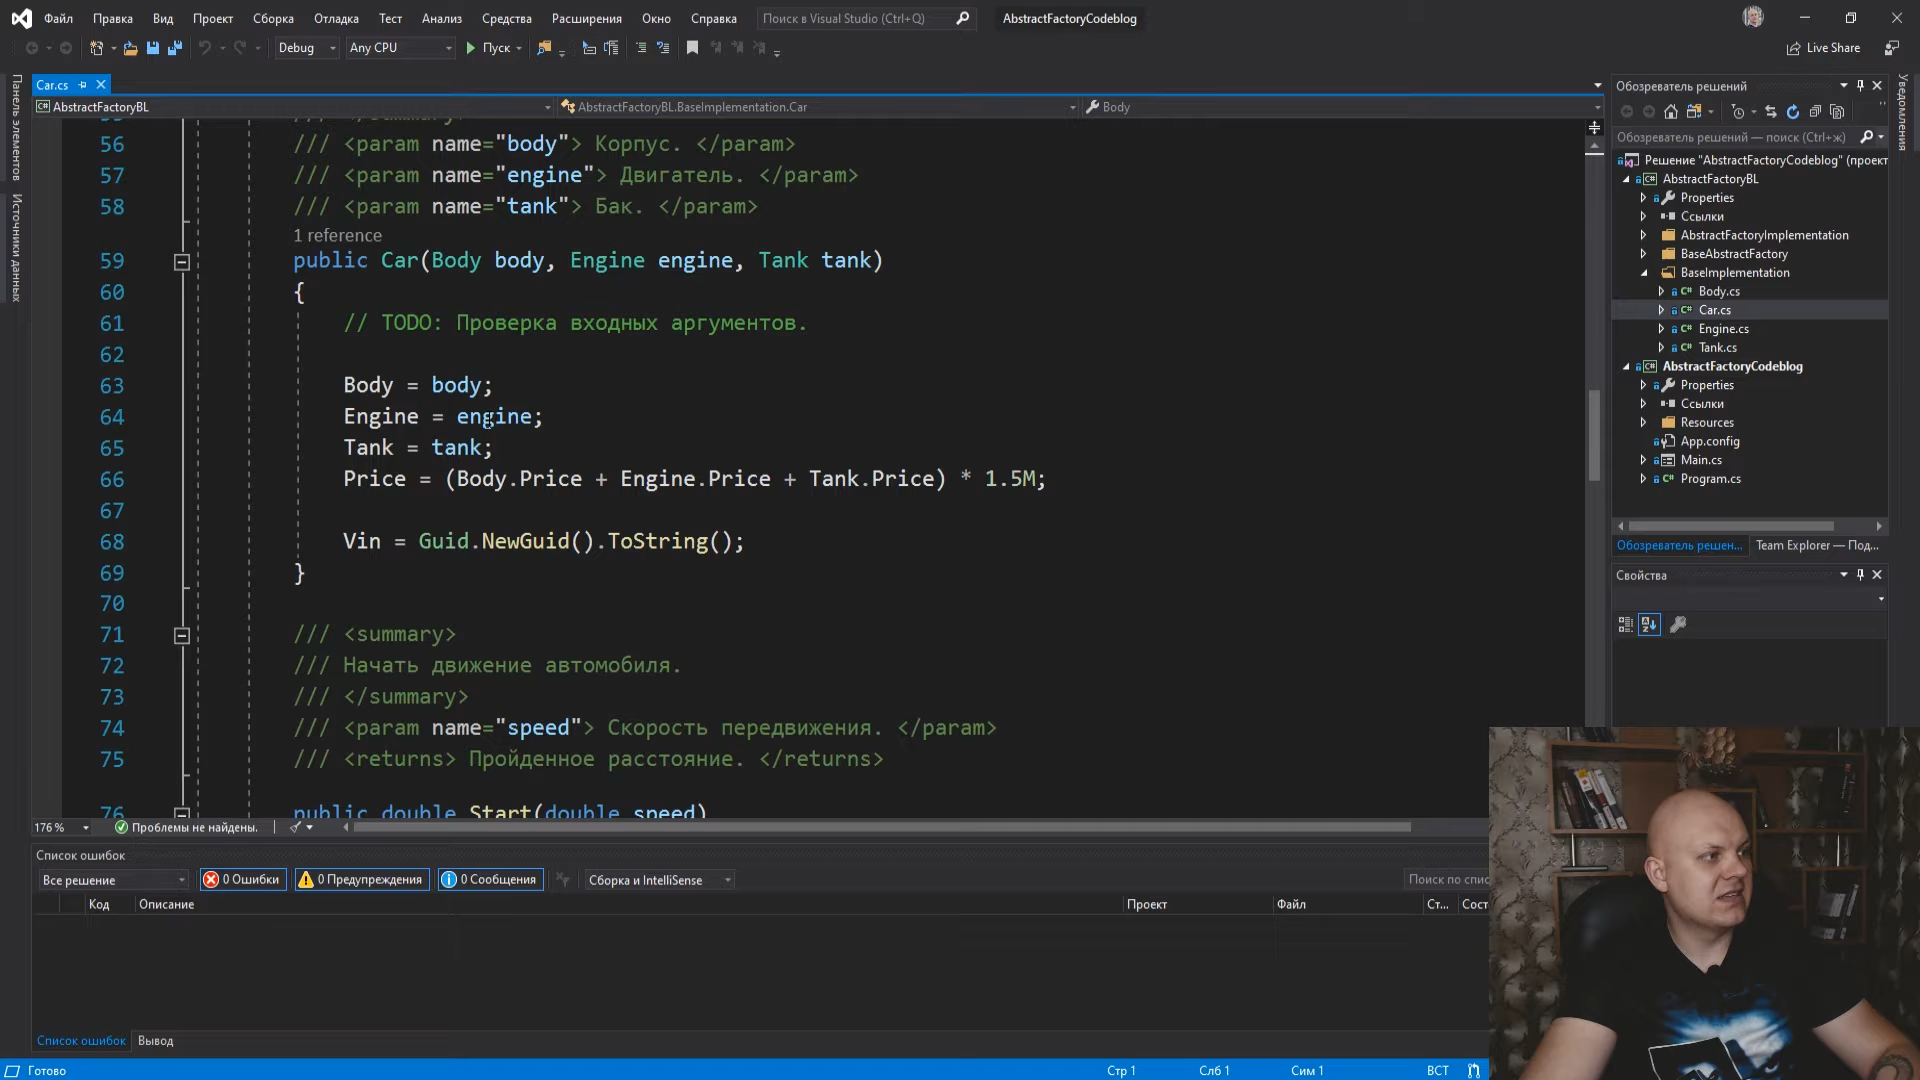 Файл Правка Вид Проект Сборка Отладка Тест Анализ Средства Расширения Окно Справка Поиск в Visual Studio (Ctrl+Q) AbstractFactoryCodeblog
Debug Any CPU Пуск Live Share
Car.cs
AbstractFactoryBL AbstractFactoryBL.BaseImplementation.Car Body
56 /// <param name="body"> Корпус. </param>
57 /// <param name="engine"> Двигатель. </param>
58 /// <param name="tank"> Бак. </param>
1 reference
59 public Car(Body body, Engine engine, Tank tank)
60 {
61 // TODO: Проверка входных аргументов.
62
63 Body = body;
64 Engine = engine;
65 Tank = tank;
66 Price = (Body.Price + Engine.Price + Tank.Price) * 1.5M;
67
68 Vin = Guid.NewGuid().ToString();
69 }
70
71 /// <summary>
72 /// Начать движение автомобиля.
73 /// </summary>
74 /// <param name="speed"> Скорость передвижения. </param>
75 /// <returns> Пройденное расстояние. </returns>
76 public double Start(double speed)
176 % Проблемы не найдены.
Список ошибок
Все решение 0 Ошибки 0 Предупреждения 0 Сообщения Сборка и IntelliSense Поиск по спис
Код Описание Проект Файл Ст... Сост
Список ошибок Вывод
Готово Стр 1 Слб 1 Сим 1 ВСТ
Панель элементов
Источники данных
Обозреватель решений
Обозреватель решений — поиск (Ctrl+ж)
Решение "AbstractFactoryCodeblog" (проект
AbstractFactoryBL
Properties
Ссылки
AbstractFactoryImplementation
BaseAbstractFactory
BaseImplementation
Body.cs
Car.cs
Engine.cs
Tank.cs
AbstractFactoryCodeblog
Properties
Ссылки
Resources
App.config
Main.cs
Program.cs
Обозреватель решен... Team Explorer — Под...
Свойства
Уведомления